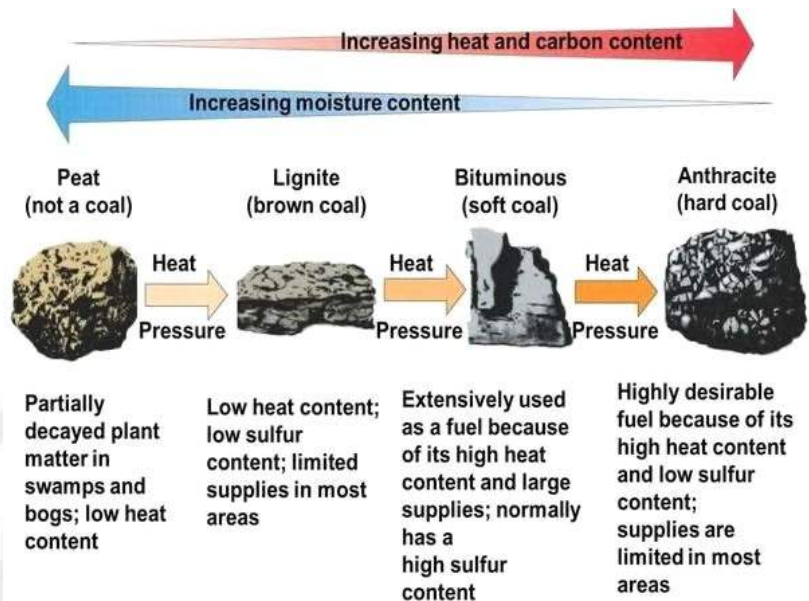 Increasing heat and carbon content
Increasing moisture content
Peat
(not a coal)
Lignite
(brown coal)
Bituminous
(soft coal)
Anthracite
(hard coal)
Heat
Pressure
Heat
Pressure
Heat
Pressure
Partially
decayed plant
matter in
swamps and
bogs; low heat
content
Low heat content;
low sulfur
content; limited
supplies in most
areas
Extensively used
as a fuel because
of its high heat
content and large
supplies; normally
has a
high sulfur
content
Highly desirable
fuel because of its
high heat content
and low sulfur
content;
supplies are
limited in most
areas